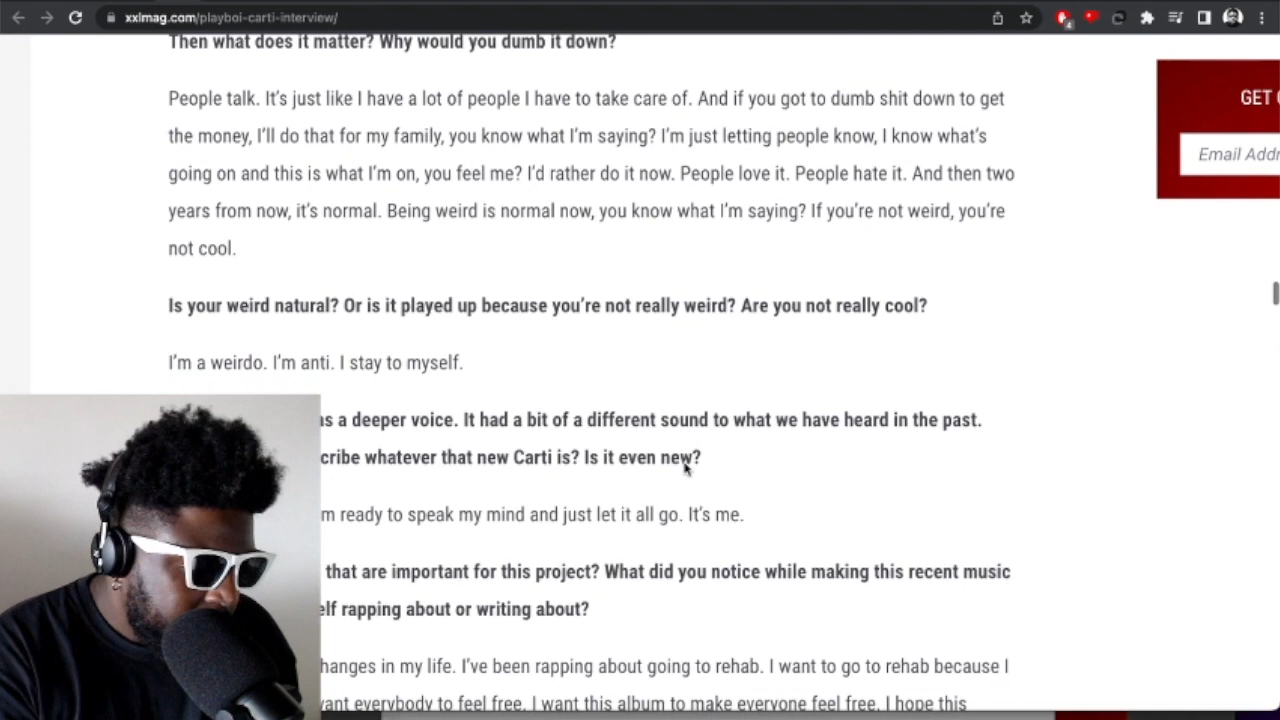 xxlmag.com/playboi-carti-interview/
4
Then what does it matter? Why would you dumb it down?
GET
People talk. It's just like I have a lot of people I have to take care of. And if you got to dumb shit down to get
the money, I'll do that for my family, you know what I'm saying? I'm just letting people know, I know what's
Email Addr
going on and this is what I'm on, you feel me? I'd rather do it now. People love it. People hate it. And then two
years from now, it's normal. Being weird is normal now, you know what I'm saying? If you're not weird, you're
not cool.
Is your weird natural? Or is it played up because you're not really weird? Are you not really cool?
I'm a weirdo. I'm anti. I stay to myself.
as a deeper voice. It had a bit of a different sound to what we have heard in the past.
cribe whatever that new Carti is? Is it even new?
m ready to speak my mind and just let it all go. It's me.
that are important for this project? What did you notice while making this recent music
elf rapping about or writing about?
hanges in my life. I've been rapping about going to rehab. I want to go to rehab because I
vant everybody to feel free. I want this album to make everyone feel free. I hope this